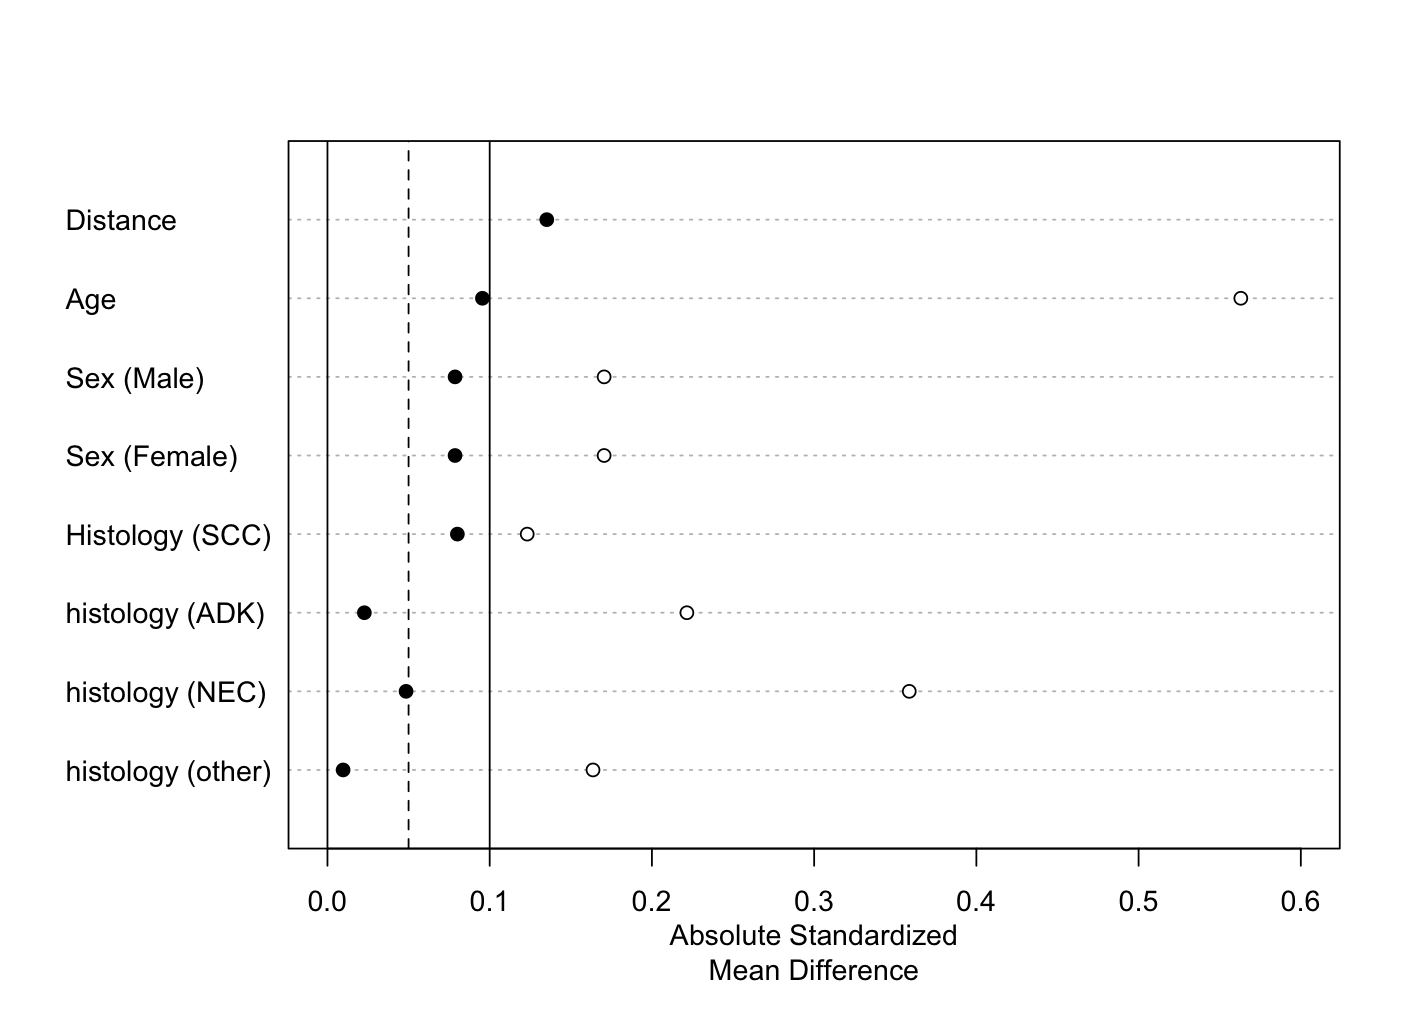 Distance
Age
Sex (Male)
Sex (Female)
Histology (SCC)
histology (ADK)
histology (NEC)
histology (other)
0.0 0.1 0.2 0.3 0.4 0.5 0.6
Absolute Standardized
Mean Difference